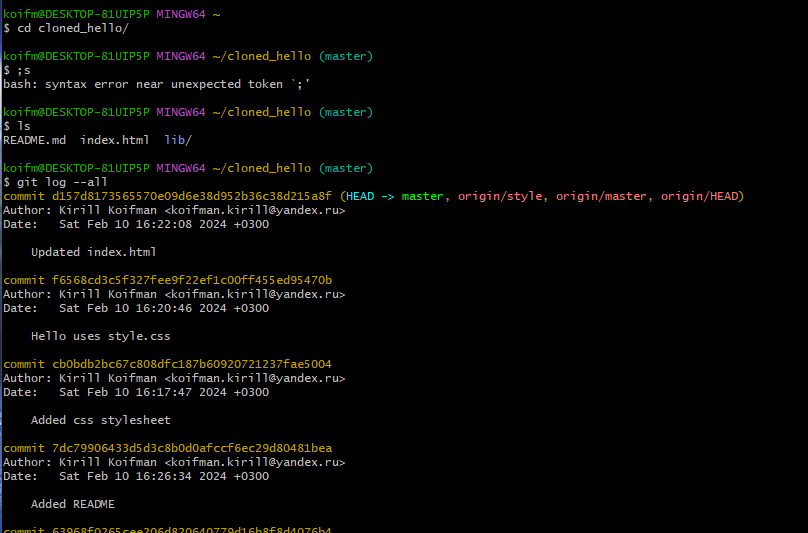 koifm@DESKTOP-81UIP5P MINGW64 ~
$ cd cloned_hello/
koifm@DESKTOP-81UIP5P MINGW64 ~/cloned_hello (master)
$ ;s
bash: syntax error near unexpected token `;'
koifm@DESKTOP-81UIP5P MINGW64 ~/cloned_hello (master)
$ ls
README.md  index.html  lib/
koifm@DESKTOP-81UIP5P MINGW64 ~/cloned_hello (master)
$ git log --all
commit d157d8173565570e09d6e38d952b36c38d215a8f (HEAD -> master, origin/style, origin/master, origin/HEAD)
Author: Kirill Koifman <koifman.kirill@yandex.ru>
Date:   Sat Feb 10 16:22:08 2024 +0300
Updated index.html
commit f6568cd3c5f327fee9f22ef1c00ff455ed95470b
Author: Kirill Koifman <koifman.kirill@yandex.ru>
Date:   Sat Feb 10 16:20:46 2024 +0300
Hello uses style.css
commit cb0bdb2bc67c808dfc187b60920721237fae5004
Author: Kirill Koifman <koifman.kirill@yandex.ru>
Date:   Sat Feb 10 16:17:47 2024 +0300
Added css stylesheet
commit 7dc79906433d5d3c8b0d0afccf6ec29d80481bea
Author: Kirill Koifman <koifman.kirill@yandex.ru>
Date:   Sat Feb 10 16:26:34 2024 +0300
Added README
commit